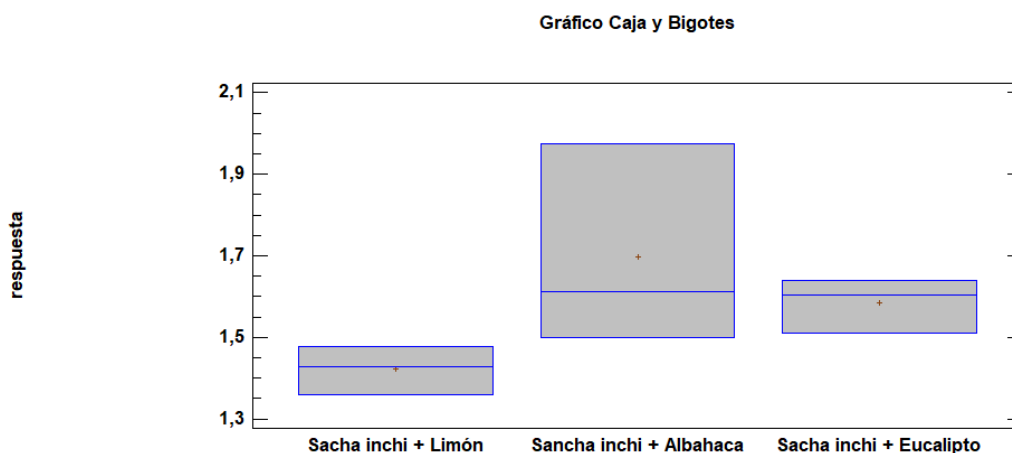 Gráfico Caja y Bigotes
respuesta
2,1
1,9
1,7
1,5
1,3
Sacha inchi + Limón
Sancha inchi + Albahaca
Sacha inchi + Eucalipto